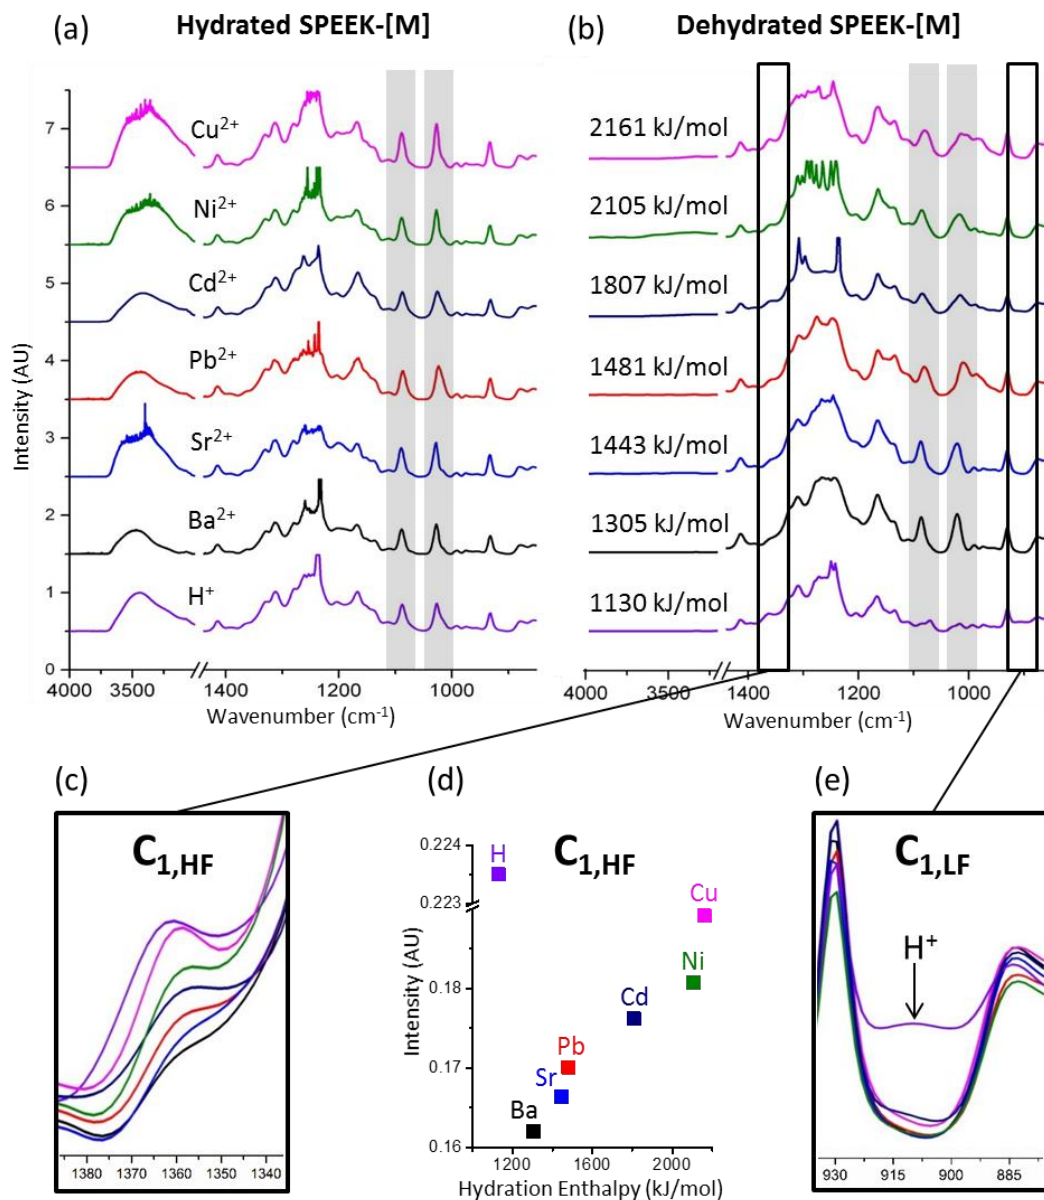 (a) Hydrated SPEEK-[M]
(b) Dehydrated SPEEK-[M]
Intensity (AU)
7
6
5
4
3
2
1
0
Cu²⁺
Ni²⁺
Cd²⁺
Pb²⁺
Sr²⁺
Ba²⁺
H⁺
4000 3500 1400 1200 1000
Wavenumber (cm⁻¹)
2161 kJ/mol
2105 kJ/mol
1807 kJ/mol
1481 kJ/mol
1443 kJ/mol
1305 kJ/mol
1130 kJ/mol
4000 3500 1400 1200 1000
Wavenumber (cm⁻¹)
(c)
C₁,HF
1380 1370 1360 1350 1340
(d)
C₁,HF
Intensity (AU)
0.224
0.223
0.18
0.17
0.16
H
Cu
Ni
Cd
Pb
Sr
Ba
1200 1600 2000
Hydration Enthalpy (kJ/mol)
(e)
C₁,LF
H⁺
930 915 900 885